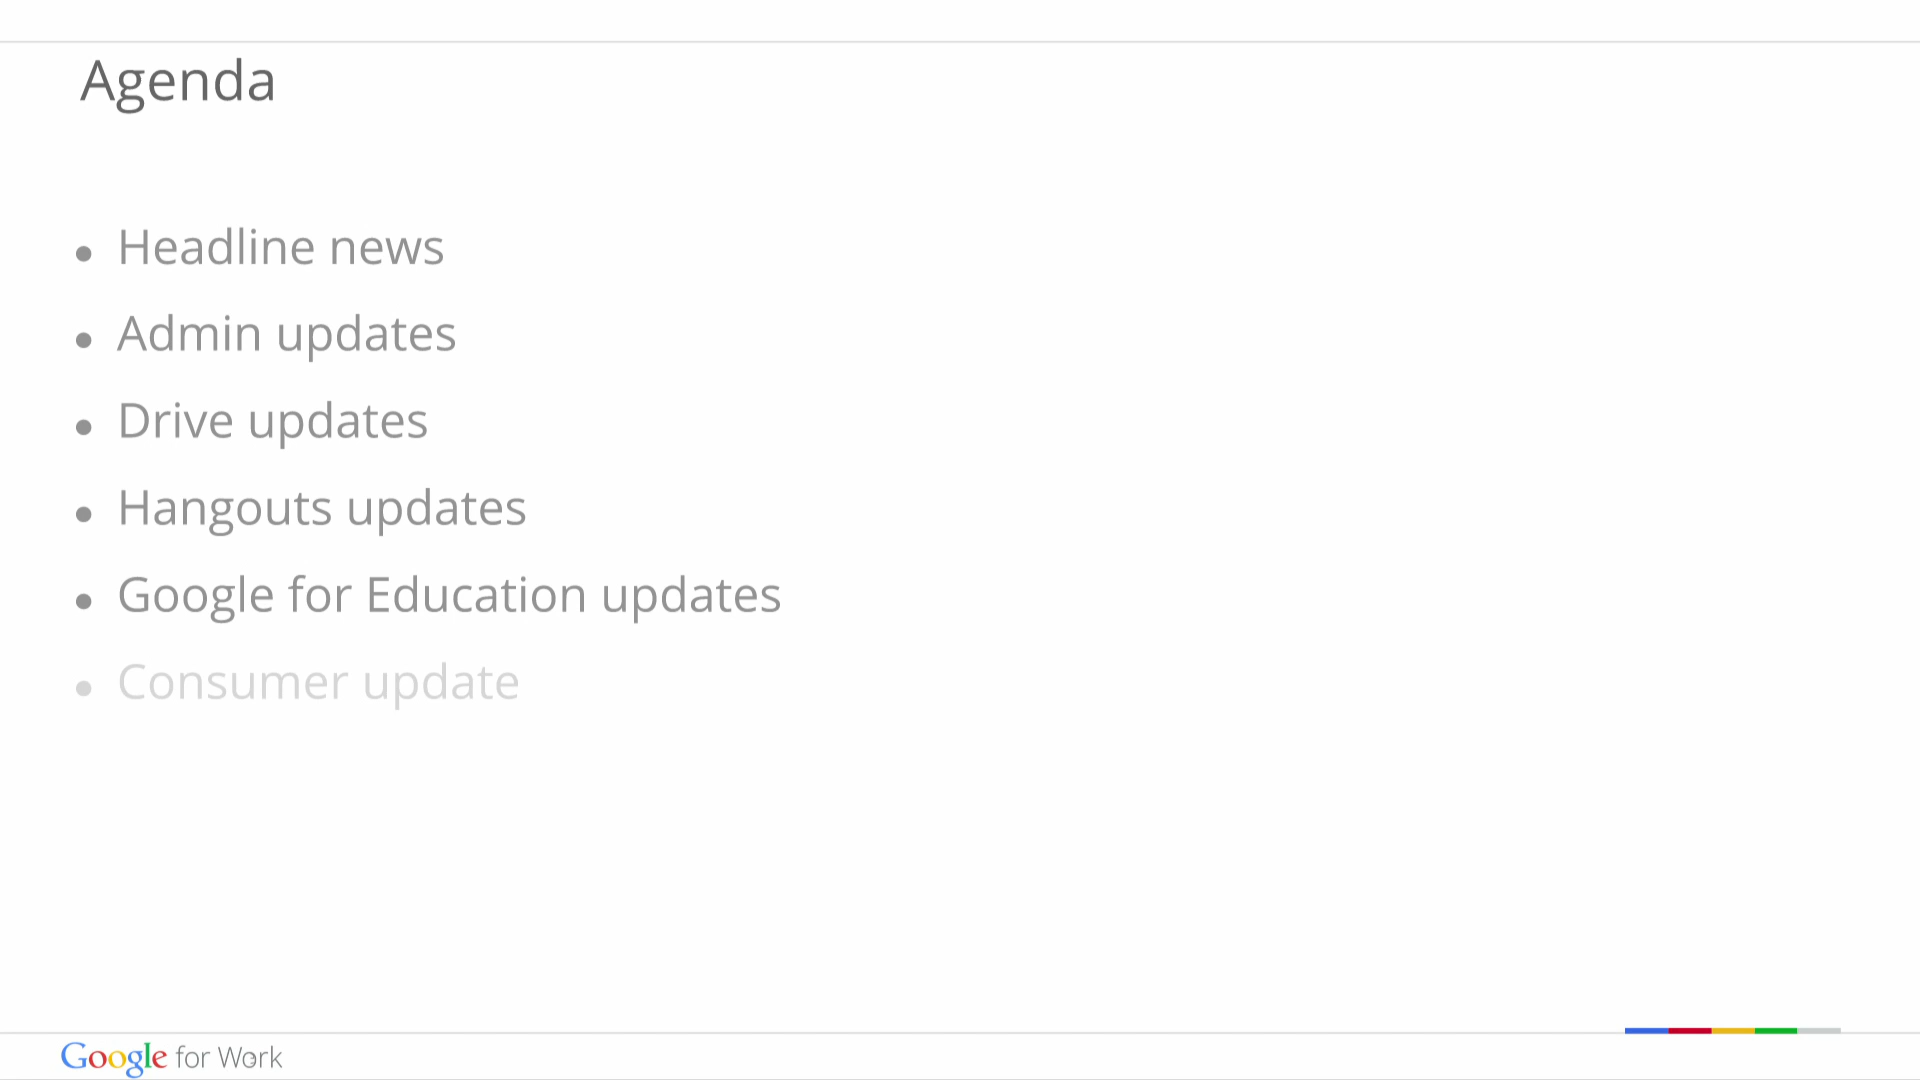 Agenda
● Headline news
● Admin updates
● Drive updates
● Hangouts updates
● Google for Education updates
● Consumer update
Google for Work